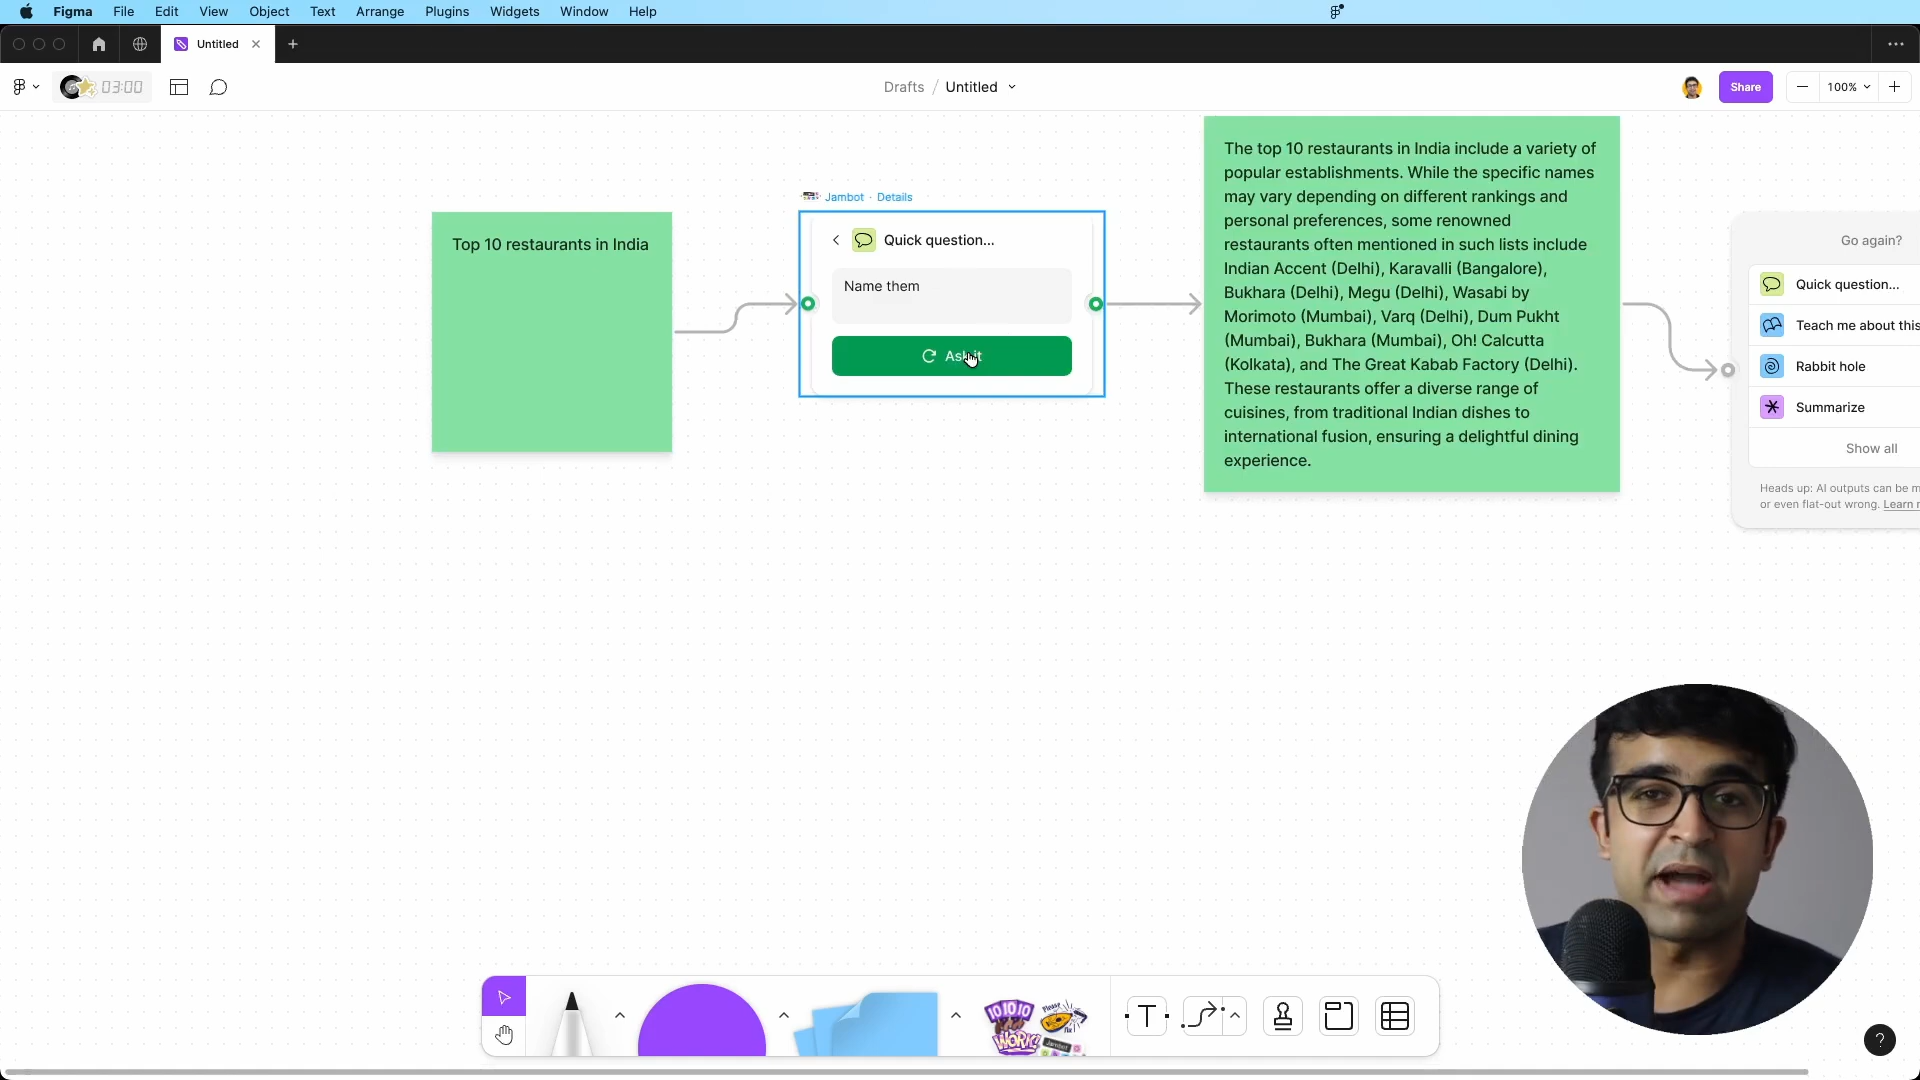 Figma File Edit View Object Text Arrange Plugins Widgets Window Help
Untitled
03:00
Drafts / Untitled
Share
100%
Top 10 restaurants in India
Jambot · Details
Quick question...
Name them
Ask it
The top 10 restaurants in India include a variety of
popular establishments. While the specific names
may vary depending on different rankings and
personal preferences, some renowned
restaurants often mentioned in such lists include
Indian Accent (Delhi), Karavalli (Bangalore),
Bukhara (Delhi), Megu (Delhi), Wasabi by
Morimoto (Mumbai), Varq (Delhi), Dum Pukht
(Mumbai), Bukhara (Mumbai), Oh! Calcutta
(Kolkata), and The Great Kabab Factory (Delhi).
These restaurants offer a diverse range of
cuisines, from traditional Indian dishes to
international fusion, ensuring a delightful dining
experience.
Go again?
Quick question...
Teach me about this
Rabbit hole
Summarize
Show all
Heads up: AI outputs can be m
or even flat-out wrong. Learn
101010
WORK
Please
Jambot
T
?